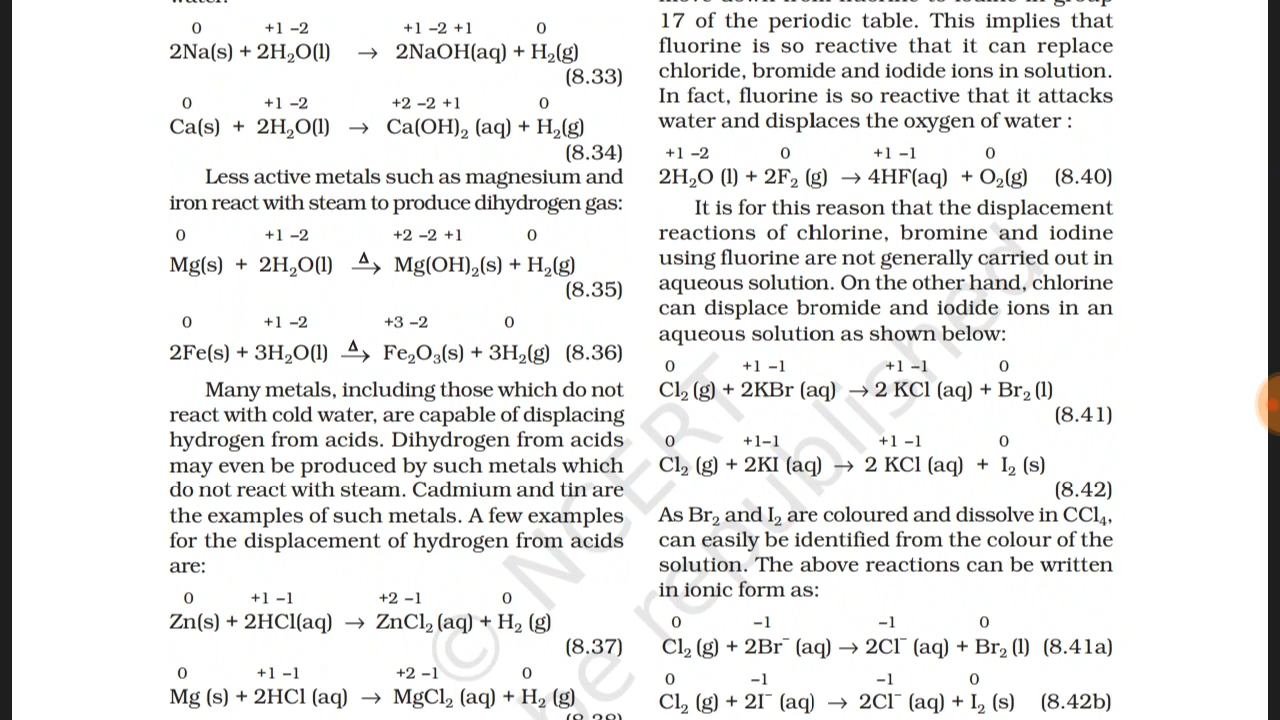 water.
0 +1 –2 +1 –2 +1 0
2Na(s) + 2H₂O(l) → 2NaOH(aq) + H₂(g)
(8.33)
0 +1 –2 +2 –2 +1 0
Ca(s) + 2H₂O(l) → Ca(OH)₂ (aq) + H₂(g)
(8.34)
Less active metals such as magnesium and
iron react with steam to produce dihydrogen gas:
0 +1 –2 +2 –2 +1 0
Mg(s) + 2H₂O(l) Δ→ Mg(OH)₂(s) + H₂(g)
(8.35)
0 +1 –2 +3 –2 0
2Fe(s) + 3H₂O(l) Δ→ Fe₂O₃(s) + 3H₂(g) (8.36)
Many metals, including those which do not
react with cold water, are capable of displacing
hydrogen from acids. Dihydrogen from acids
may even be produced by such metals which
do not react with steam. Cadmium and tin are
the examples of such metals. A few examples
for the displacement of hydrogen from acids
are:
0 +1 –1 +2 –1 0
Zn(s) + 2HCl(aq) → ZnCl₂ (aq) + H₂ (g)
(8.37)
0 +1 –1 +2 –1 0
Mg (s) + 2HCl (aq) → MgCl₂ (aq) + H₂ (g)
(8.38)
move down from fluorine to iodine in group
17 of the periodic table. This implies that
fluorine is so reactive that it can replace
chloride, bromide and iodide ions in solution.
In fact, fluorine is so reactive that it attacks
water and displaces the oxygen of water :
+1 –2 0 +1 –1 0
2H₂O (l) + 2F₂ (g) → 4HF(aq) + O₂(g) (8.40)
It is for this reason that the displacement
reactions of chlorine, bromine and iodine
using fluorine are not generally carried out in
aqueous solution. On the other hand, chlorine
can displace bromide and iodide ions in an
aqueous solution as shown below:
0 +1 –1 +1 –1 0
Cl₂ (g) + 2KBr (aq) → 2 KCl (aq) + Br₂ (l)
(8.41)
0 +1–1 +1 –1 0
Cl₂ (g) + 2KI (aq) → 2 KCl (aq) + I₂ (s)
(8.42)
As Br₂ and I₂ are coloured and dissolve in CCl₄,
can easily be identified from the colour of the
solution. The above reactions can be written
in ionic form as:
0 –1 –1 0
Cl₂ (g) + 2Br⁻ (aq) → 2Cl⁻ (aq) + Br₂ (l) (8.41a)
0 –1 –1 0
Cl₂ (g) + 2I⁻ (aq) → 2Cl⁻ (aq) + I₂ (s) (8.42b)
© NCERT
be republished